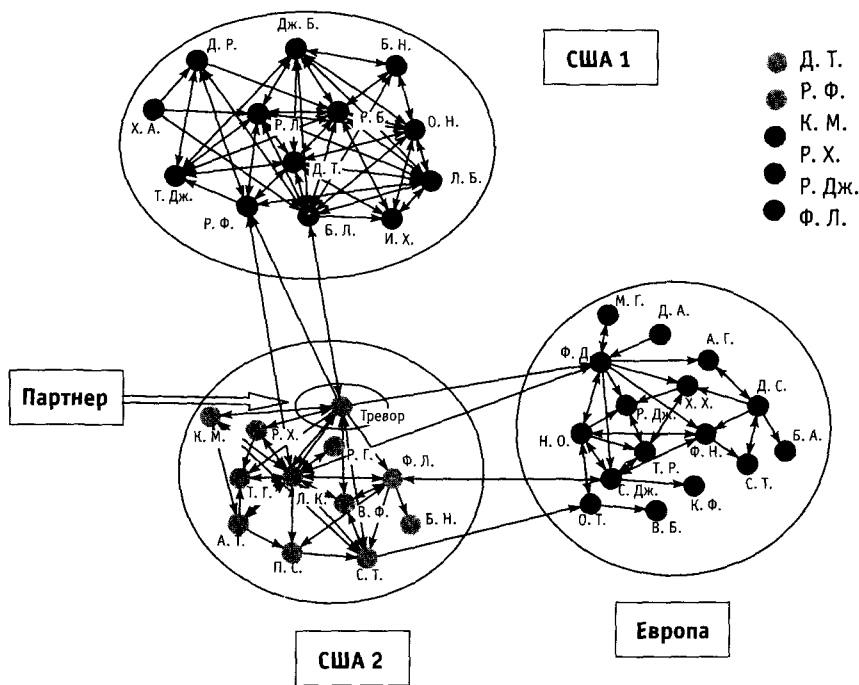 Дж. Б.
Д. Р.
Б. Н.
США 1
Х. А.
Р. Л.
Р. Б.
О. Н.
Д. Т.
Т. Дж.
Л. Б.
Р. Ф.
Б. Л.
И. Х.
Д. Т.
Р. Ф.
К. М.
Р. Х.
Р. Дж.
Ф. Л.
Партнер
Тревор
К. М.
Р. Х.
Р. Г.
Ф. Л.
Т. Г.
Л. К.
В. Ф.
Б. Н.
А. Т.
П. С.
С. Т.
США 2
М. Г.
Д. А.
Ф. Д.
А. Г.
Х. Х.
Д. С.
Р. Дж.
Н. О.
Ф. Н.
Б. А.
Т. Р.
С. Т.
С. Дж.
К. Ф.
О. Т.
В. Б.
Европа